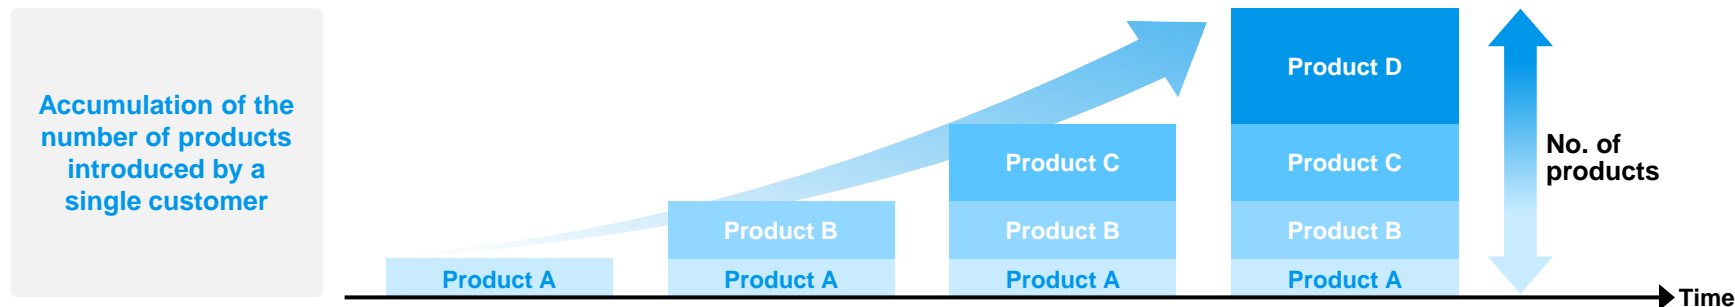 Accumulation of the
number of products
introduced by a
single customer
Product A
Product B
Product A
Product C
Product B
Product A
Product D
Product C
Product B
Product A
No. of
products
Time